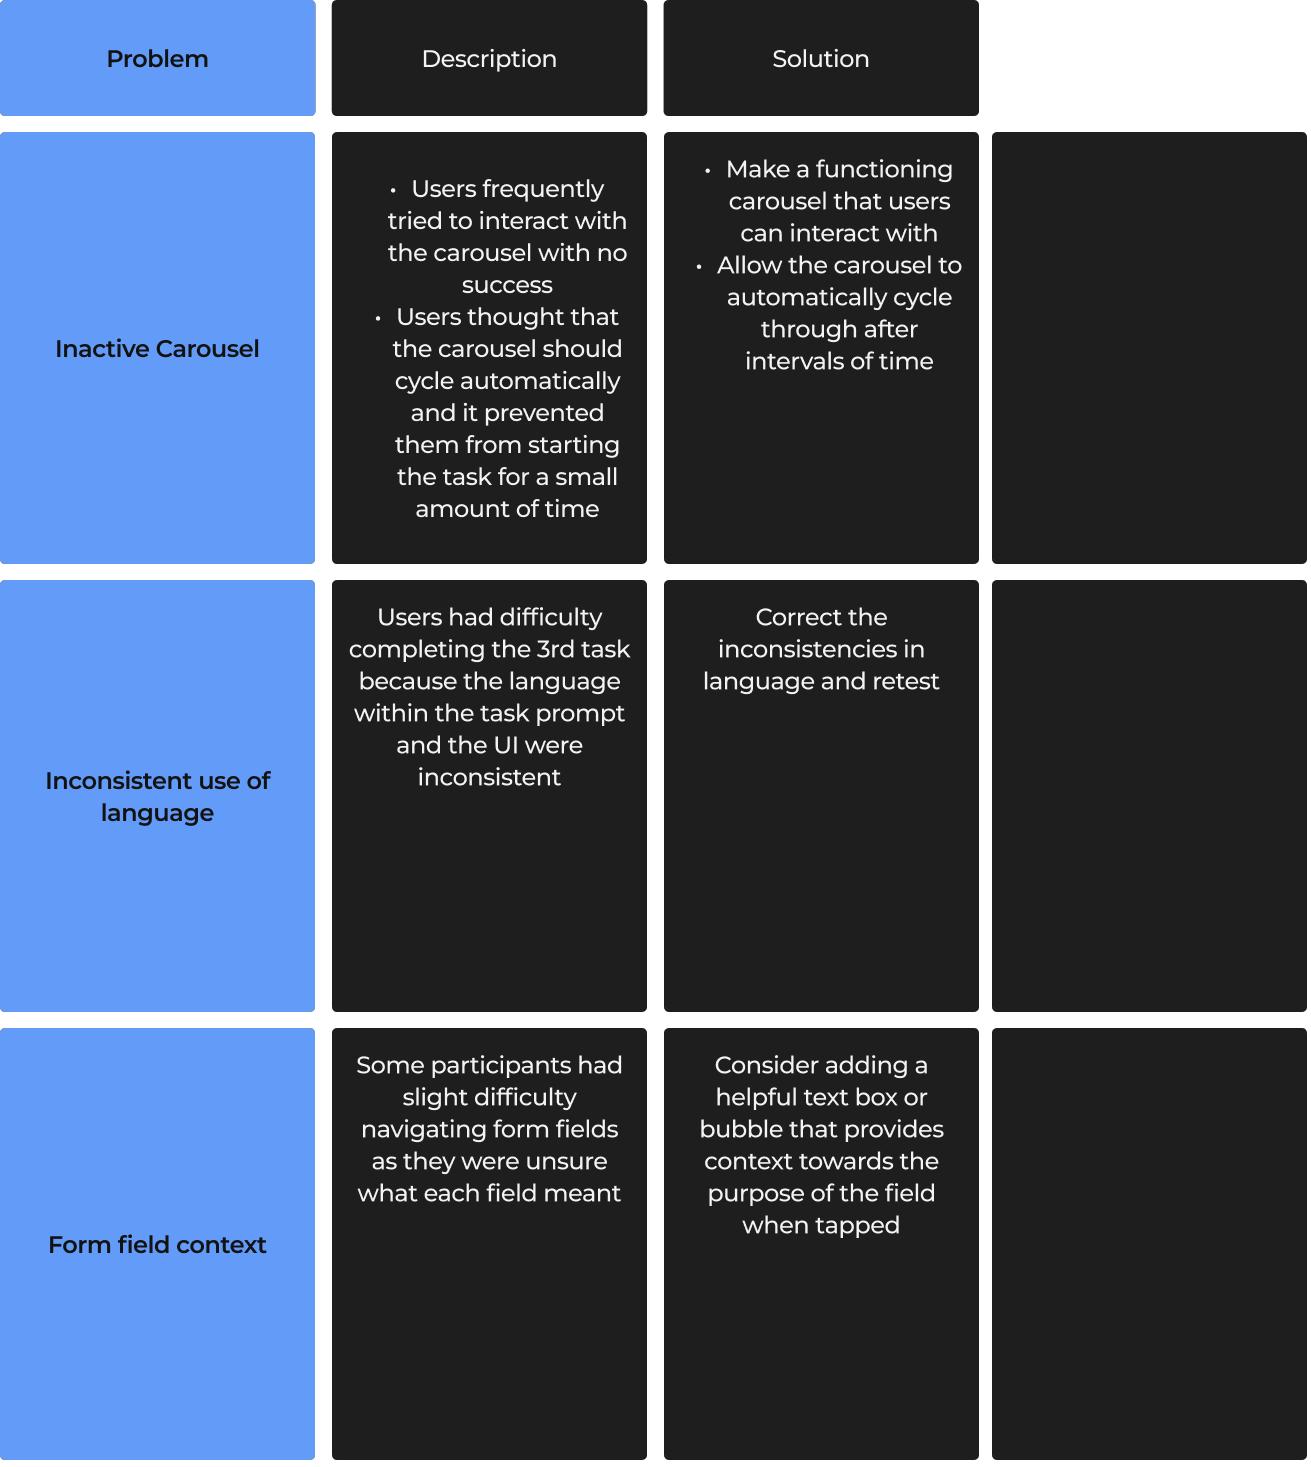 Problem
Description
Solution
Inactive Carousel
• Users frequently
tried to interact with
the carousel with no
success
• Users thought that
the carousel should
cycle automatically
and it prevented
them from starting
the task for a small
amount of time
• Make a functioning
carousel that users
can interact with
• Allow the carousel to
automatically cycle
through after
intervals of time
Inconsistent use of
language
Users had difficulty
completing the 3rd task
because the language
within the task prompt
and the UI were
inconsistent
Correct the
inconsistencies in
language and retest
Form field context
Some participants had
slight difficulty
navigating form fields
as they were unsure
what each field meant
Consider adding a
helpful text box or
bubble that provides
context towards the
purpose of the field
when tapped